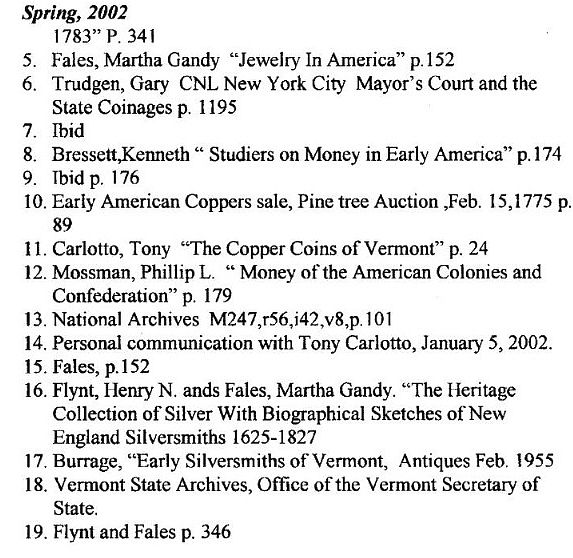 Spring, 2002
1783” P. 341
5. Fales, Martha Gandy “Jewelry In America” p.152
6. Trudgen, Gary CNL New York City Mayor’s Court and the
State Coinages p. 1195
7. Ibid
8. Bressett,Kenneth “ Studiers on Money in Early America” p.174
9. Ibid p. 176
10. Early American Coppers sale, Pine tree Auction ,Feb. 15,1775 p.
89
11. Carlotto, Tony “The Copper Coins of Vermont” p. 24
12. Mossman, Phillip L. “ Money of the American Colonies and
Confederation” p. 179
13. National Archives M247,r56,i42,v8,p.101
14. Personal communication with Tony Carlotto, January 5, 2002.
15. Fales, p.152
16. Flynt, Henry N. ands Fales, Martha Gandy. “The Heritage
Collection of Silver With Biographical Sketches of New
England Silversmiths 1625-1827
17. Burrage, “Early Silversmiths of Vermont, Antiques Feb. 1955
18. Vermont State Archives, Office of the Vermont Secretary of
State.
19. Flynt and Fales p. 346